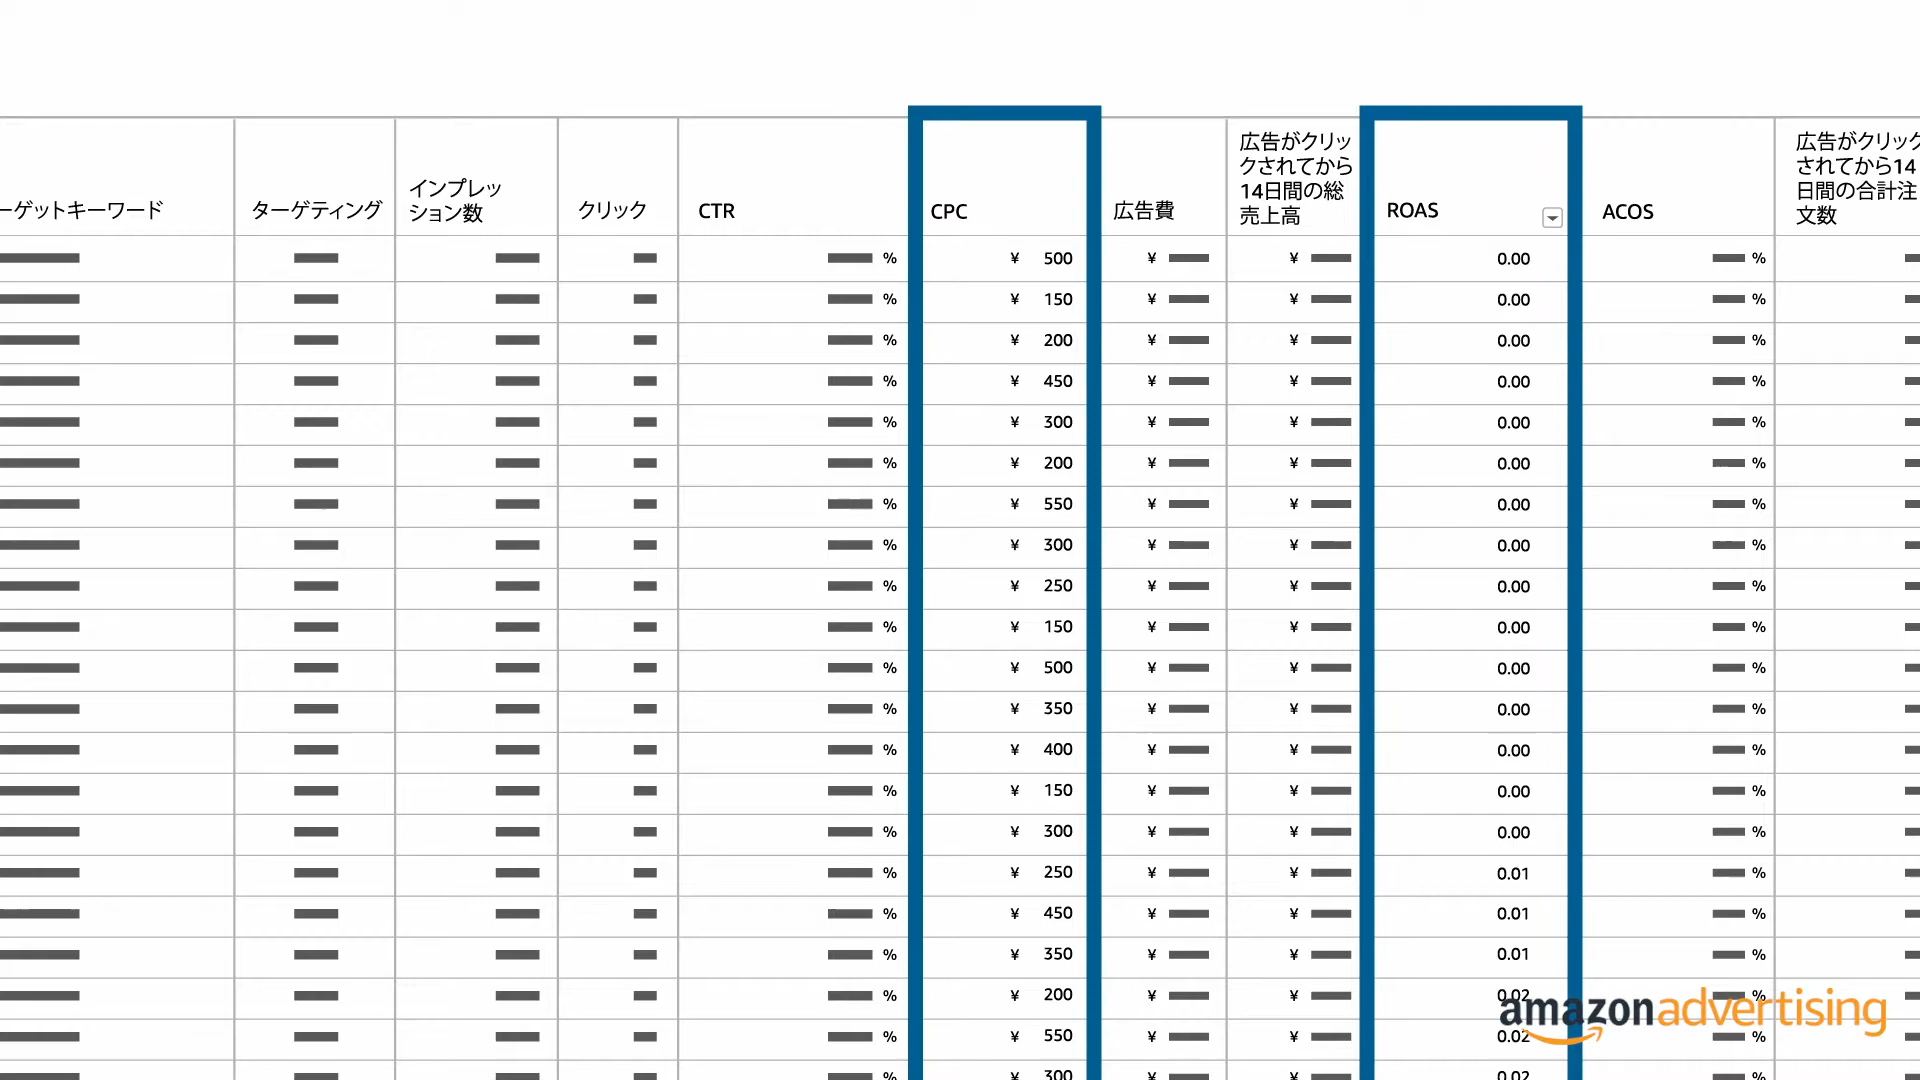 ーゲットキーワード
ターゲティング
インプレッ
ション数
クリック
CTR
CPC
広告費
広告がクリッ
クされてから
14日間の総
売上高
ROAS
ACOS
広告がクリック
されてから14
日間の合計注
文数
% ¥ 500 ¥ ¥ 0.00 %
% ¥ 150 ¥ ¥ 0.00 %
% ¥ 200 ¥ ¥ 0.00 %
% ¥ 450 ¥ ¥ 0.00 %
% ¥ 300 ¥ ¥ 0.00 %
% ¥ 200 ¥ ¥ 0.00 %
% ¥ 550 ¥ ¥ 0.00 %
% ¥ 300 ¥ ¥ 0.00 %
% ¥ 250 ¥ ¥ 0.00 %
% ¥ 150 ¥ ¥ 0.00 %
% ¥ 500 ¥ ¥ 0.00 %
% ¥ 350 ¥ ¥ 0.00 %
% ¥ 400 ¥ ¥ 0.00 %
% ¥ 150 ¥ ¥ 0.00 %
% ¥ 300 ¥ ¥ 0.00 %
% ¥ 250 ¥ ¥ 0.01 %
% ¥ 450 ¥ ¥ 0.01 %
% ¥ 350 ¥ ¥ 0.01 %
% ¥ 200 ¥ ¥ 0.02 %
% ¥ 550 ¥ ¥ 0.02 %
% ¥ 300 ¥ ¥ 0.02 %
amazon advertising